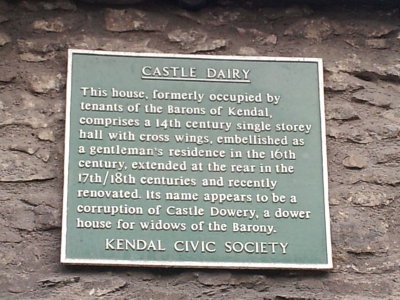 CASTLE DAIRY
This house, formerly occupied by
tenants of the Barons of Kendal,
comprises a 14th century single storey
hall with cross wings, embellished as
a gentleman's residence in the 16th
century, extended at the rear in the
17th/18th centuries and recently
renovated. Its name appears to be a
corruption of Castle Dowery, a dower
house for widows of the Barony.
KENDAL CIVIC SOCIETY